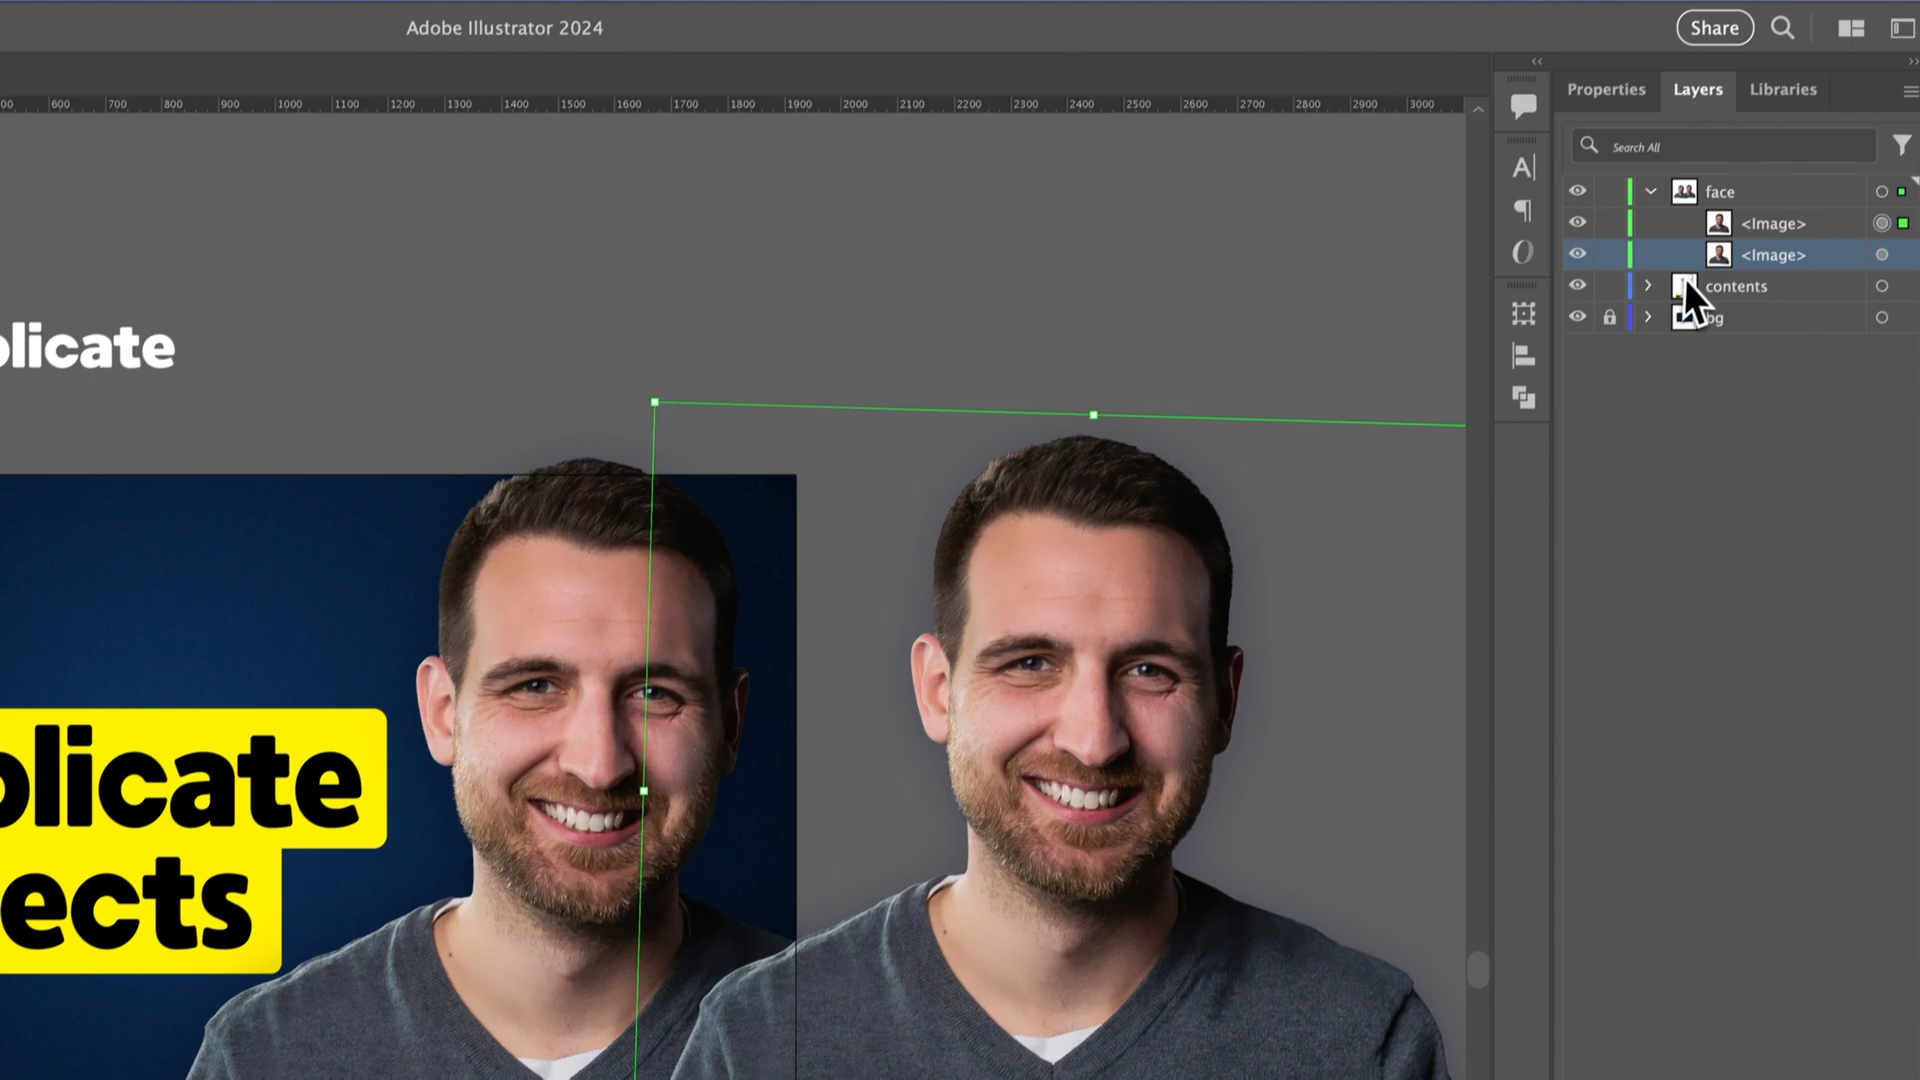 Adobe Illustrator 2024
Share
Properties Layers Libraries
00 600 700 800 900 1000 1100 1200 1300 1400 1500 1600 1700 1800 1900 2000 2100 2200 2300 2400 2500 2600 2700 2800 2900 3000
Search All
face
<Image>
<Image>
contents
bg
plicate
plicate
ects